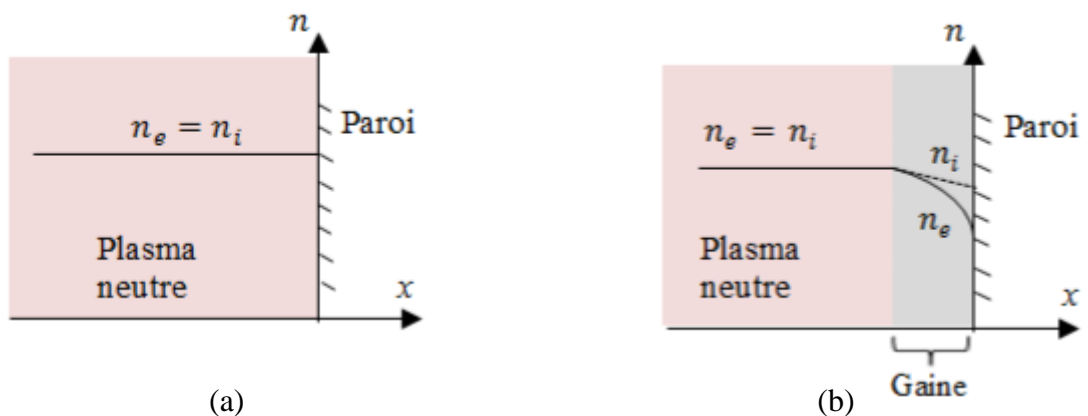 n
Paroi
n_e = n_i
Plasma
neutre
x
(a)
n
Paroi
n_e = n_i
n_i
n_e
Plasma
neutre
x
Gaine
(b)